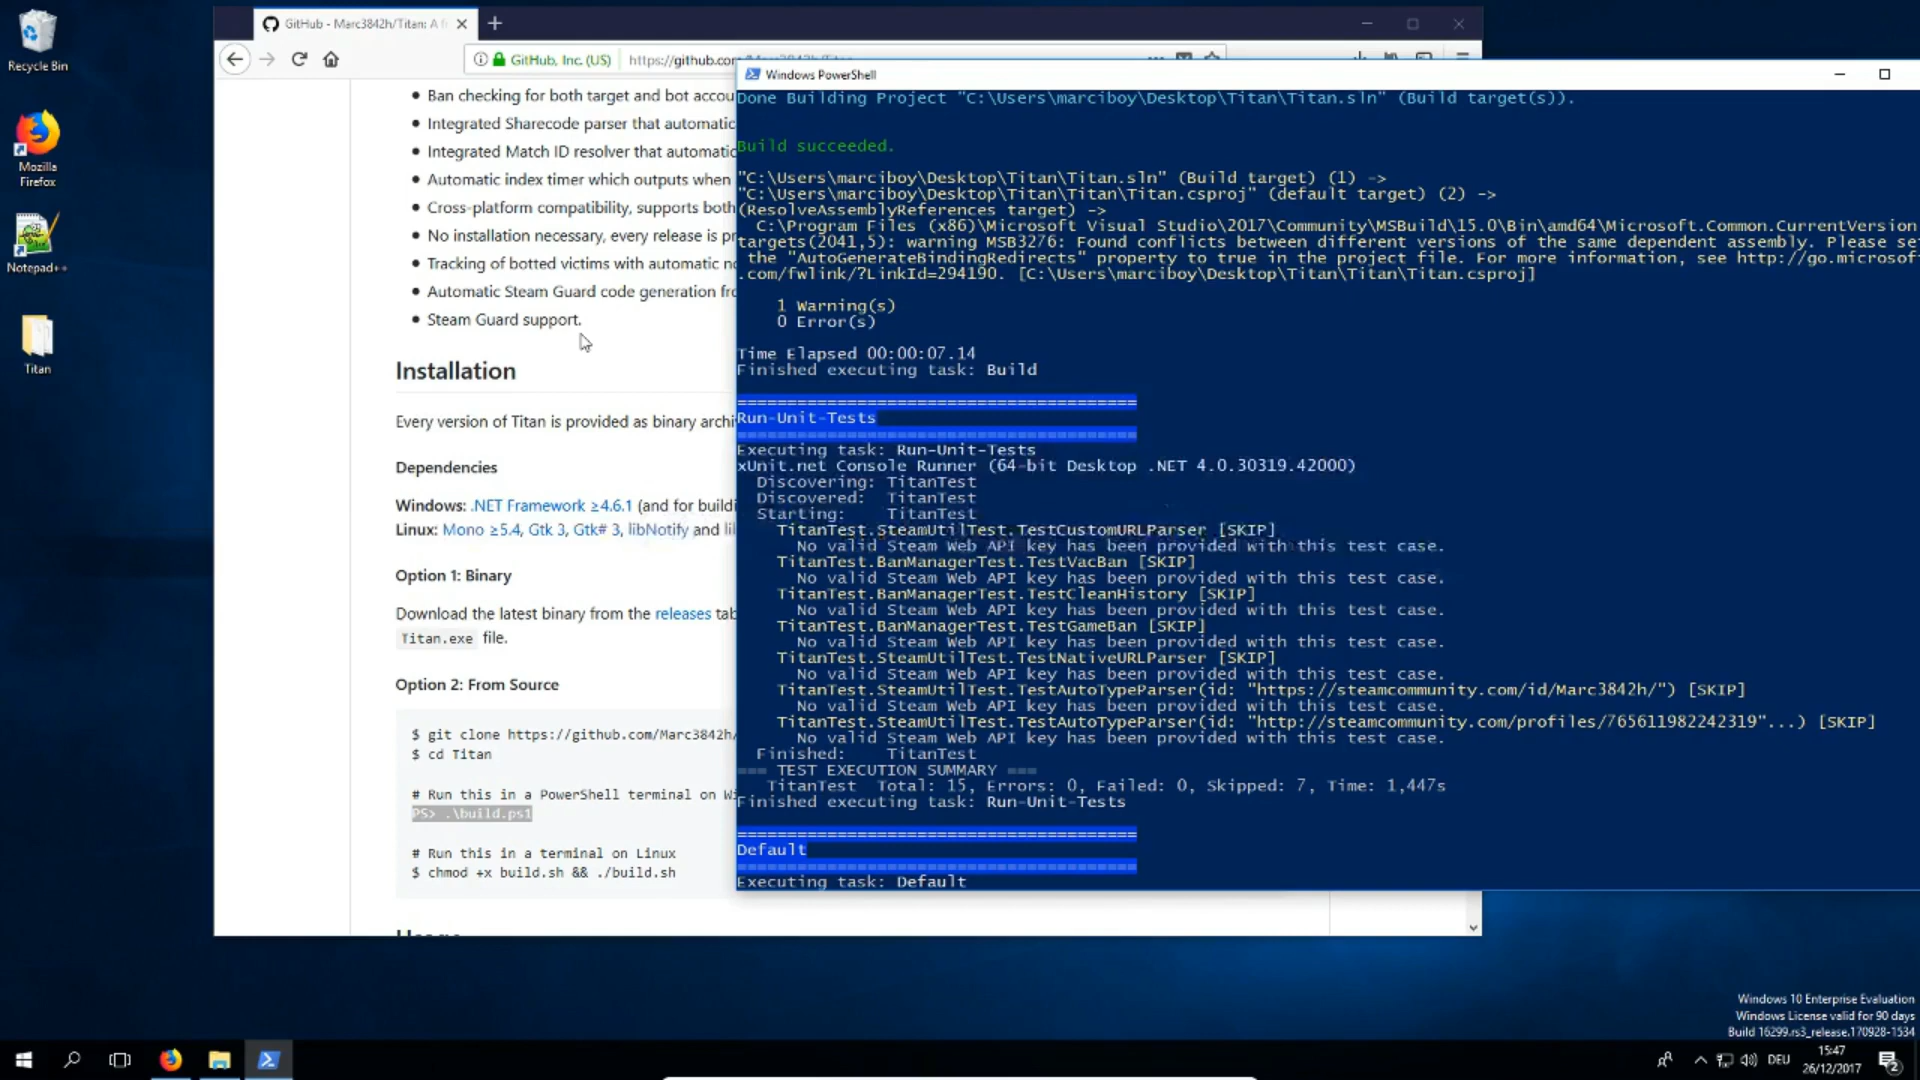 Recycle Bin
Mozilla
Firefox
Notepad++
Titan
GitHub - Marc3842h/Titan: A f
GitHub, Inc. (US)
https://github.com
Ban checking for both target and bot accou
Integrated Sharecode parser that automatic
Integrated Match ID resolver that automatic
Automatic index timer which outputs when
Cross-platform compatibility, supports both
No installation necessary, every release is pr
Tracking of botted victims with automatic no
Automatic Steam Guard code generation fro
Steam Guard support.
Installation
Every version of Titan is provided as binary archi
Dependencies
Windows: .NET Framework ≥4.6.1 (and for buildi
Linux: Mono ≥5.4, Gtk 3, Gtk# 3, libNotify and lib
Option 1: Binary
Download the latest binary from the releases tab
Titan.exe file.
Option 2: From Source
$ git clone https://github.com/Marc3842h/
$ cd Titan
# Run this in a PowerShell terminal on Wi
PS> .\build.ps1
# Run this in a terminal on Linux
$ chmod +x build.sh && ./build.sh
Windows PowerShell
Done Building Project "C:\Users\marciboy\Desktop\Titan\Titan.sln" (Build target(s)).
Build succeeded.
"C:\Users\marciboy\Desktop\Titan\Titan.sln" (Build target) (1) ->
"C:\Users\marciboy\Desktop\Titan\Titan\Titan.csproj" (default target) (2) ->
(ResolveAssemblyReferences target) ->
C:\Program Files (x86)\Microsoft Visual Studio\2017\Community\MSBuild\15.0\Bin\amd64\Microsoft.Common.CurrentVersion
targets(2041,5): warning MSB3276: Found conflicts between different versions of the same dependent assembly. Please se
the "AutoGenerateBindingRedirects" property to true in the project file. For more information, see http://go.microsof
.com/fwlink/?LinkId=294190. [C:\Users\marciboy\Desktop\Titan\Titan\Titan.csproj]
1 Warning(s)
0 Error(s)
Time Elapsed 00:00:07.14
Finished executing task: Build
========================================
Run-Unit-Tests
========================================
Executing task: Run-Unit-Tests
xUnit.net Console Runner (64-bit Desktop .NET 4.0.30319.42000)
Discovering: TitanTest
Discovered: TitanTest
Starting: TitanTest
TitanTest.SteamUtilTest.TestCustomURLParser [SKIP]
No valid Steam Web API key has been provided with this test case.
TitanTest.BanManagerTest.TestVacBan [SKIP]
No valid Steam Web API key has been provided with this test case.
TitanTest.BanManagerTest.TestCleanHistory [SKIP]
No valid Steam Web API key has been provided with this test case.
TitanTest.BanManagerTest.TestGameBan [SKIP]
No valid Steam Web API key has been provided with this test case.
TitanTest.SteamUtilTest.TestNativeURLParser [SKIP]
No valid Steam Web API key has been provided with this test case.
TitanTest.SteamUtilTest.TestAutoTypeParser(id: "https://steamcommunity.com/id/Marc3842h/") [SKIP]
No valid Steam Web API key has been provided with this test case.
TitanTest.SteamUtilTest.TestAutoTypeParser(id: "http://steamcommunity.com/profiles/765611982242319"...) [SKIP]
No valid Steam Web API key has been provided with this test case.
Finished: TitanTest
=== TEST EXECUTION SUMMARY ===
TitanTest Total: 15, Errors: 0, Failed: 0, Skipped: 7, Time: 1,447s
Finished executing task: Run-Unit-Tests
========================================
Default
========================================
Executing task: Default
Windows 10 Enterprise Evaluation
Windows License valid for 90 days
Build 16299.rs3_release.170928-1534
DEU
15:47
26/12/2017
2